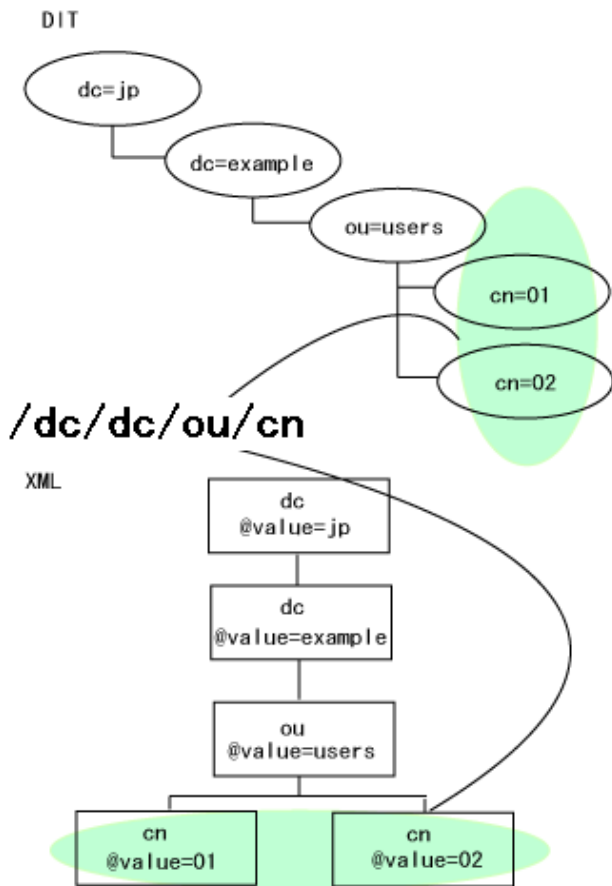 DIT
dc=jp
dc=example
ou=users
cn=01
cn=02
/dc/dc/ou/cn
XML
dc
@value=jp
dc
@value=example
ou
@value=users
cn
@value=01
cn
@value=02